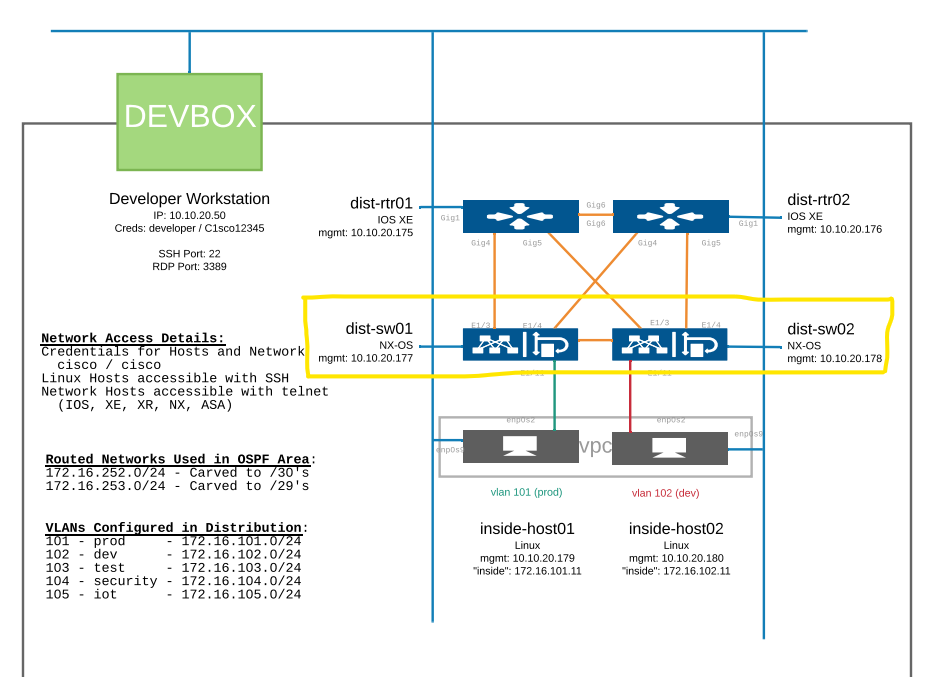 DEVBOX
Developer Workstation
IP: 10.10.20.50
Creds: developer / C1sco12345
SSH Port: 22
RDP Port: 3389
dist-rtr01
IOS XE
mgmt: 10.10.20.175
Gig1
Gig6
Gig6
Gig4
Gig5
Gig4
Gig5
dist-rtr02
IOS XE
mgmt: 10.10.20.176
Gig1
dist-sw01
NX-OS
mgmt: 10.10.20.177
E1/3
E1/4
E1/3
E1/4
dist-sw02
NX-OS
mgmt: 10.10.20.178
Network Access Details:
Credentials for Hosts and Network
cisco / cisco
Linux Hosts accessible with SSH
Network Hosts accessible with telnet
(IOS, XE, XR, NX, ASA)
enp0s2
enp0s2
vpc
vlan 101 (prod)
vlan 102 (dev)
Routed Networks Used in OSPF Area:
172.16.252.0/24 - Carved to /30's
172.16.253.0/24 - Carved to /29's
inside-host01
Linux
mgmt: 10.10.20.179
"inside": 172.16.101.11
inside-host02
Linux
mgmt: 10.10.20.180
"inside": 172.16.102.11
VLANs Configured in Distribution:
101 - prod - 172.16.101.0/24
102 - dev - 172.16.102.0/24
103 - test - 172.16.103.0/24
104 - security - 172.16.104.0/24
105 - iot - 172.16.105.0/24